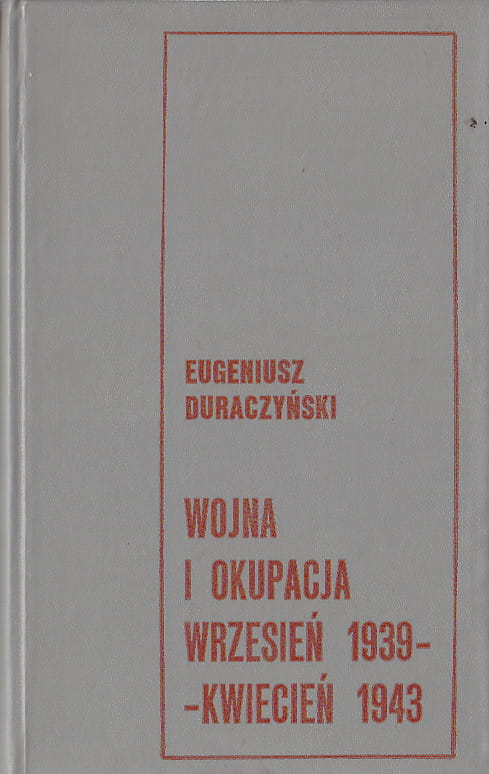 EUGENIUSZ
DURACZYŃSKI
WOJNA
I OKUPACJA
WRZESIEŃ 1939-
-KWIECIEŃ 1943